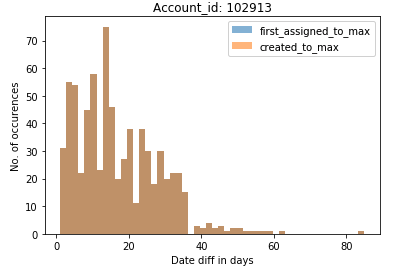 Account_id: 102913
first_assigned_to_max
created_to_max
No. of occurences
70
60
50
40
30
20
10
0
0 20 40 60 80
Date diff in days